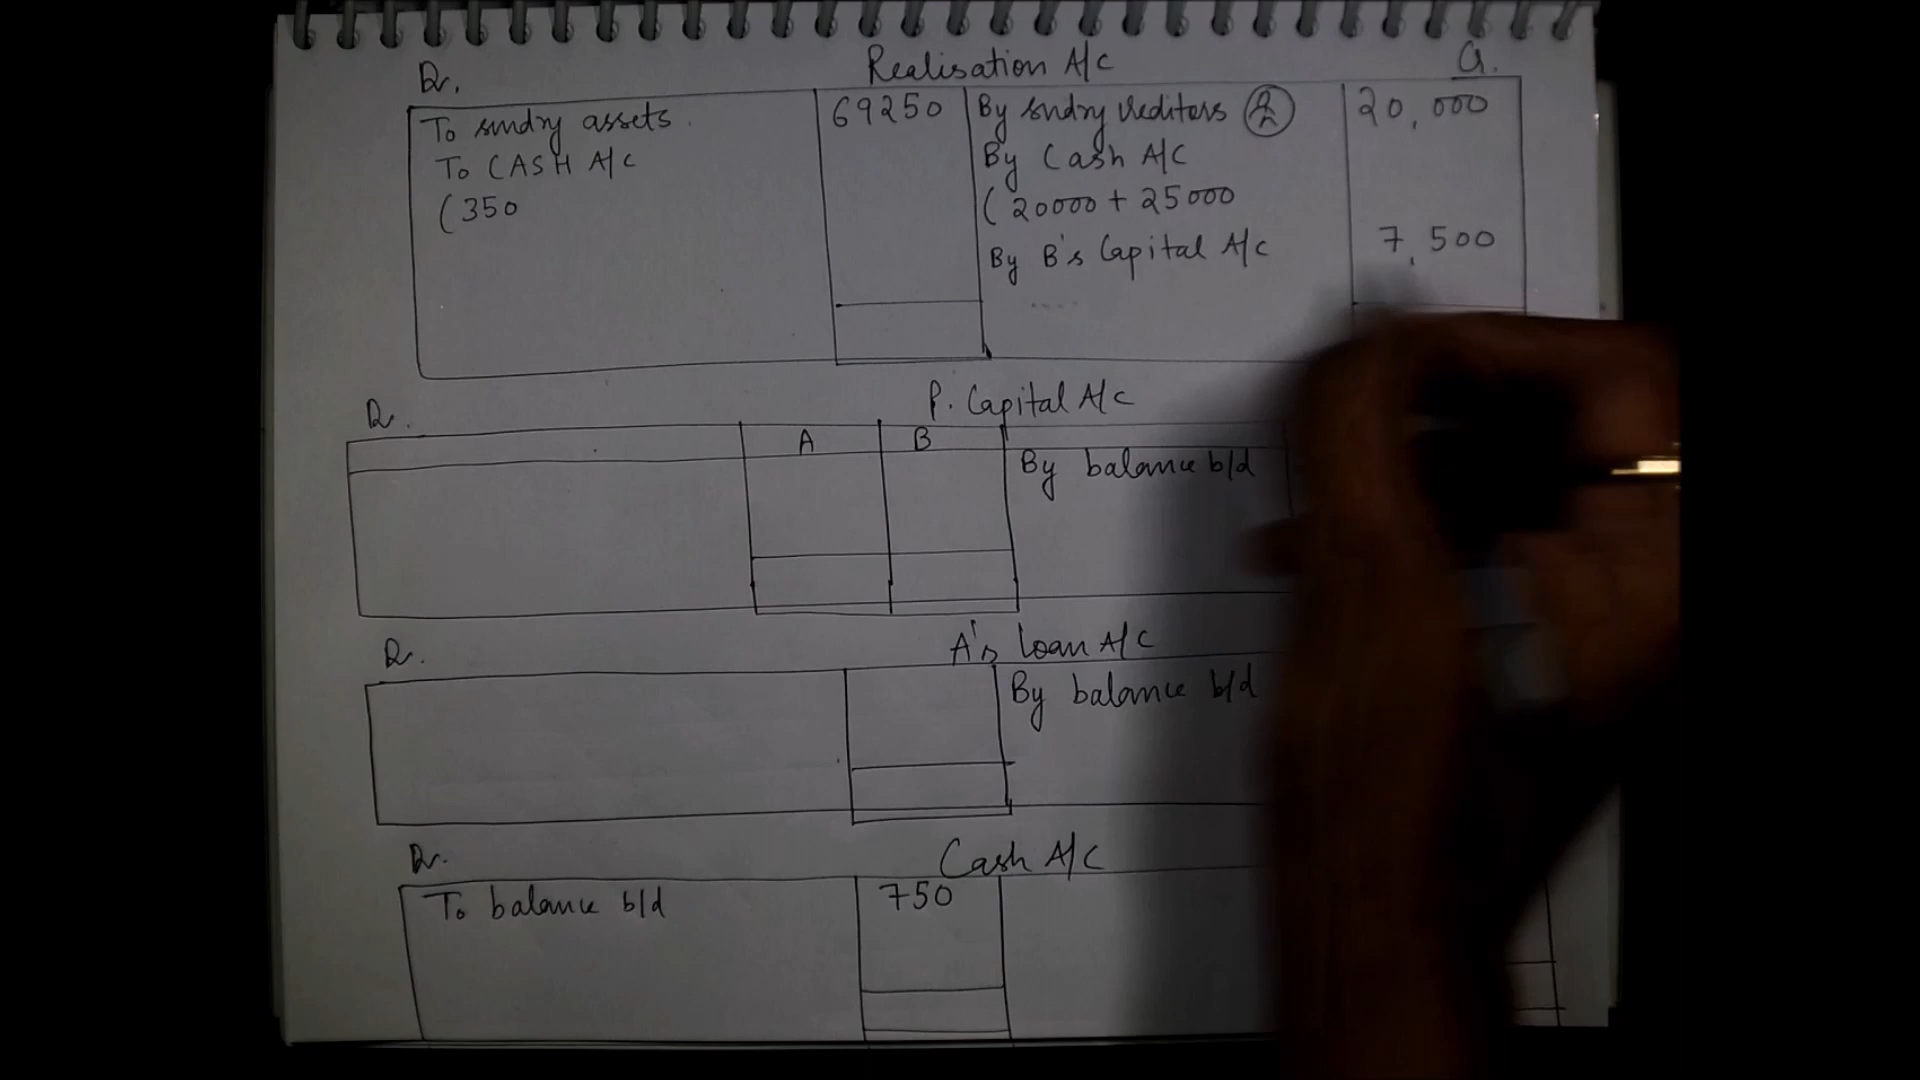 Realisation A/c
Dr. Cr.
To sundry assets. 69250 By sndry creditors 20,000
To CASH A/c By Cash A/c
(350 (20000 + 25000
By B's Capital A/c 7,500
P. Capital A/c
Dr.
A B
By balance b/d
A's Loan A/c
Dr.
By balance b/d
Cash A/c
Dr.
To balance b/d 750